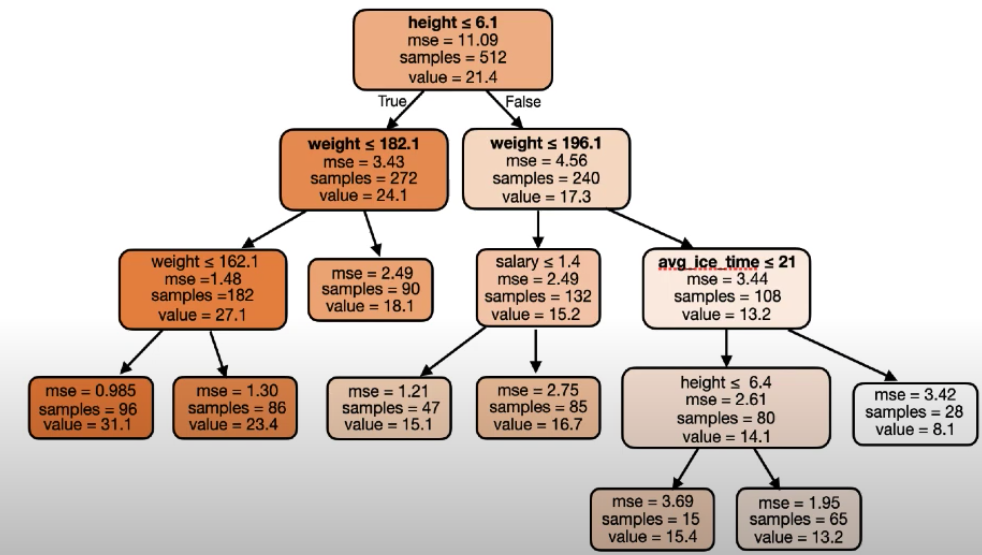 height ≤ 6.1
mse = 11.09
samples = 512
value = 21.4
True
False
weight ≤ 182.1
mse = 3.43
samples = 272
value = 24.1
weight ≤ 196.1
mse = 4.56
samples = 240
value = 17.3
weight ≤ 162.1
mse =1.48
samples =182
value = 27.1
mse = 2.49
samples = 90
value = 18.1
salary ≤ 1.4
mse = 2.49
samples = 132
value = 15.2
avg_ice_time ≤ 21
mse = 3.44
samples = 108
value = 13.2
mse = 0.985
samples = 96
value = 31.1
mse = 1.30
samples = 86
value = 23.4
mse = 1.21
samples = 47
value = 15.1
mse = 2.75
samples = 85
value = 16.7
height ≤ 6.4
mse = 2.61
samples = 80
value = 14.1
mse = 3.42
samples = 28
value = 8.1
mse = 3.69
samples = 15
value = 15.4
mse = 1.95
samples = 65
value = 13.2